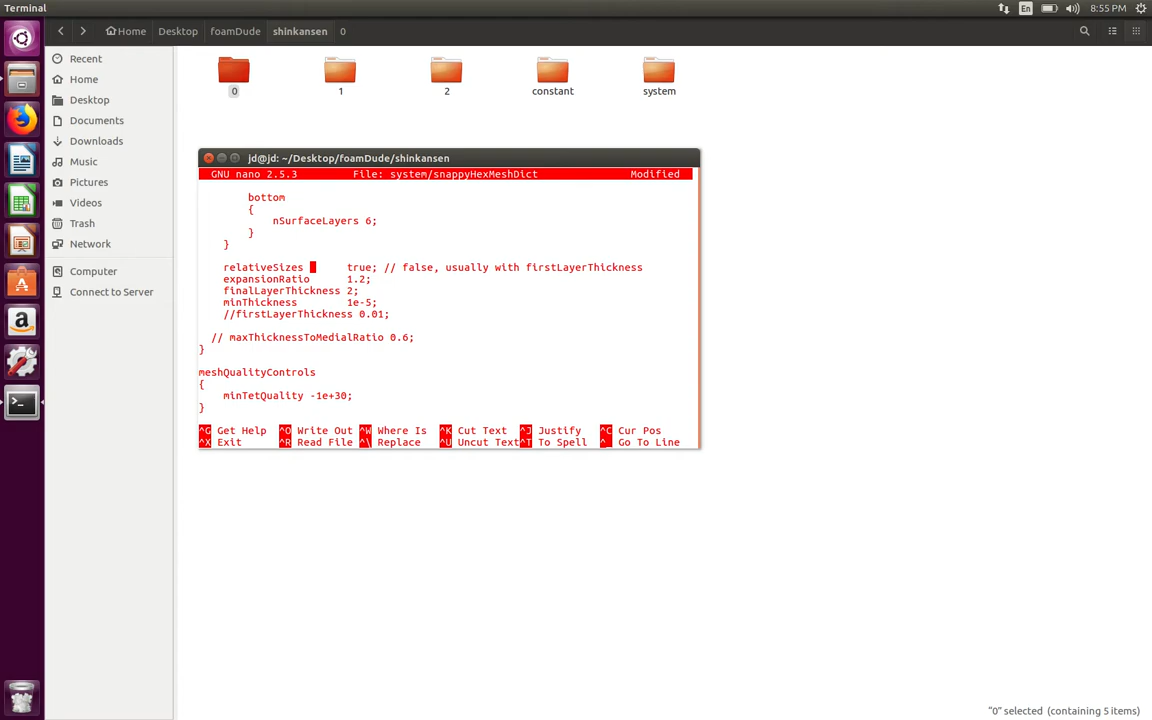 Terminal
En
8:55 PM
Home
Desktop
foamDude
shinkansen
0
Recent
Home
Desktop
Documents
Downloads
Music
Pictures
Videos
Trash
Network
Computer
Connect to Server
0
1
2
constant
system
jd@jd: ~/Desktop/foamDude/shinkansen
GNU nano 2.5.3 File: system/snappyHexMeshDict Modified
bottom
{
nSurfaceLayers 6;
}
}
relativeSizes true; // false, usually with firstLayerThickness
expansionRatio 1.2;
finalLayerThickness 2;
minThickness 1e-5;
//firstLayerThickness 0.01;
// maxThicknessToMedialRatio 0.6;
}
meshQualityControls
{
minTetQuality -1e+30;
}
^G Get Help ^O Write Out ^W Where Is ^K Cut Text ^J Justify ^C Cur Pos
^X Exit ^R Read File ^\ Replace ^U Uncut Text ^T To Spell ^_ Go To Line
"0" selected (containing 5 items)